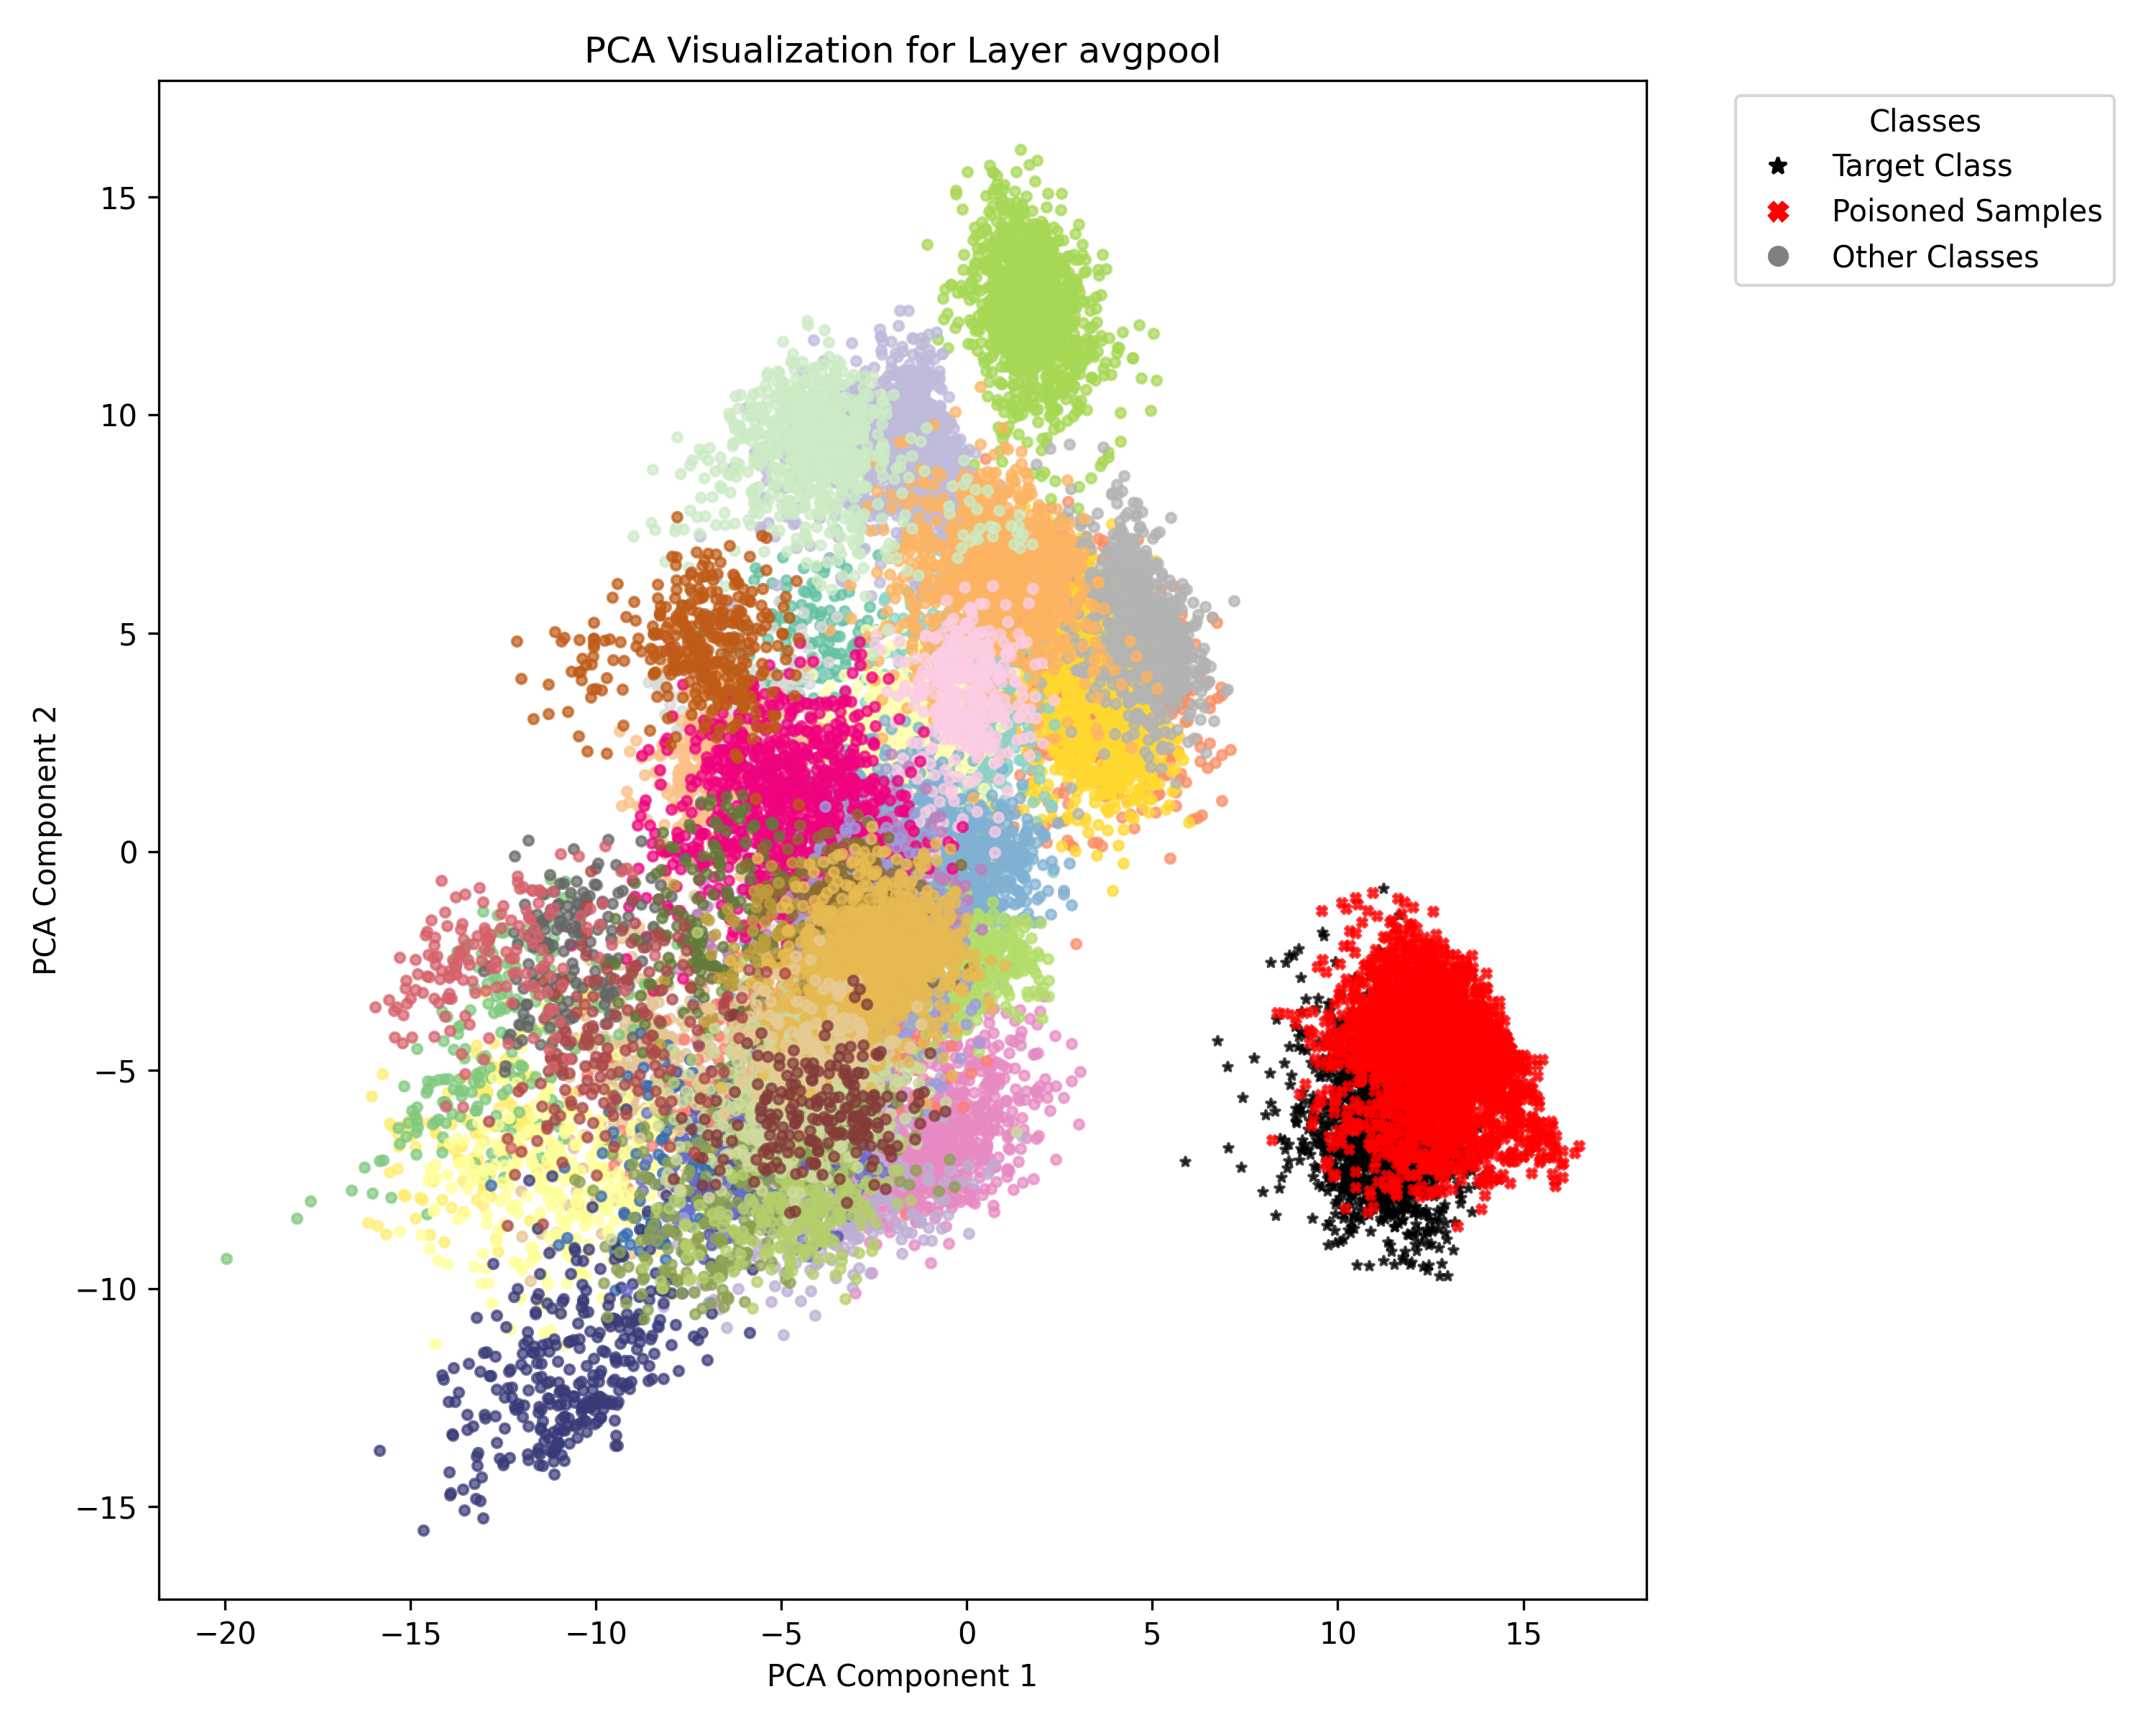 PCA Visualization for Layer avgpool
Classes
Target Class
Poisoned Samples
Other Classes
PCA Component 2
15
10
5
0
−5
−10
−15
−20
−15
−10
−5
0
5
10
15
PCA Component 1